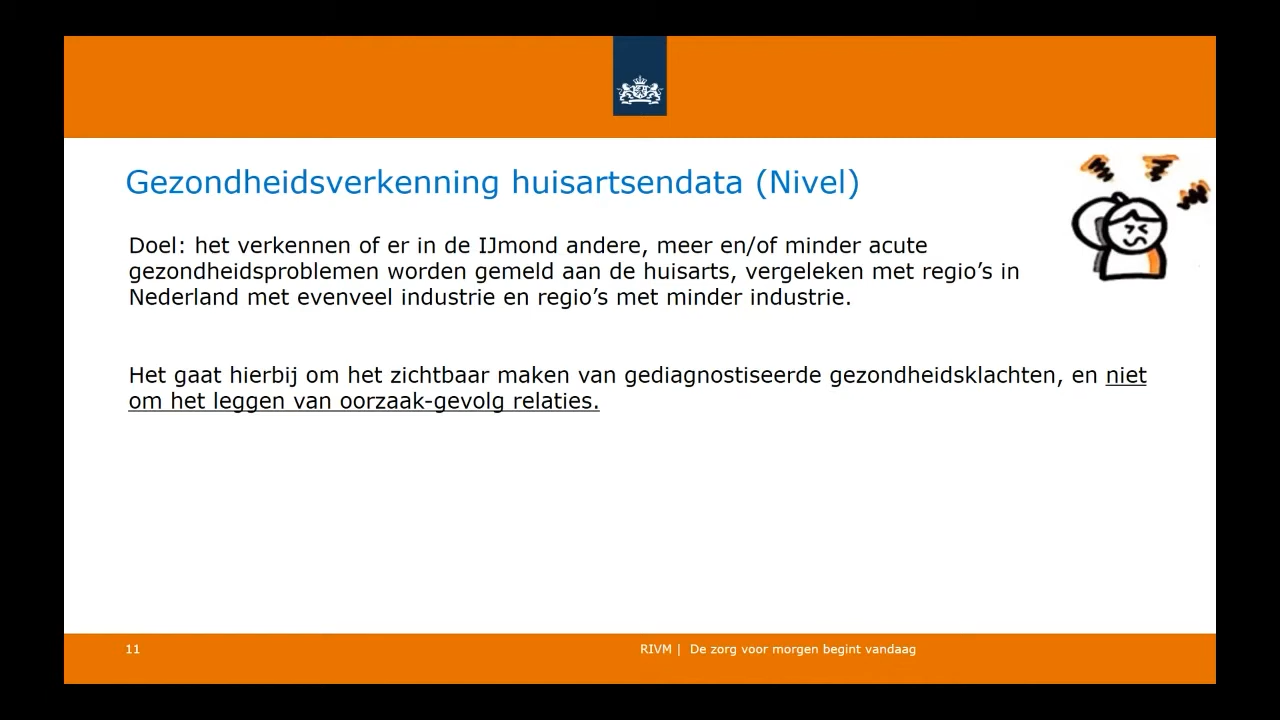 Gezondheidsverkenning huisartsendata (Nivel)
Doel: het verkennen of er in de IJmond andere, meer en/of minder acute
gezondheidsproblemen worden gemeld aan de huisarts, vergeleken met regio’s in
Nederland met evenveel industrie en regio’s met minder industrie.
Het gaat hierbij om het zichtbaar maken van gediagnostiseerde gezondheidsklachten, en niet
om het leggen van oorzaak-gevolg relaties.
11
RIVM | De zorg voor morgen begint vandaag